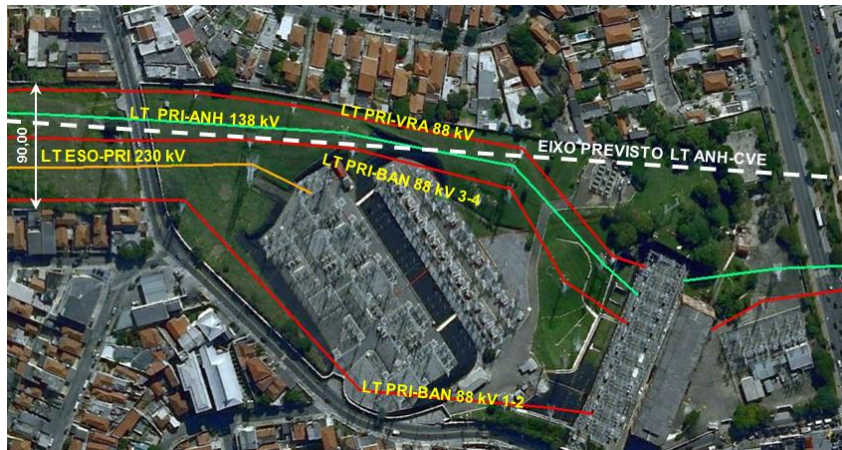 LT PRI-VRA 88 kV
LT PRI-ANH 138 kV
EIXO PREVISTO LT ANH-CVE
90,00
LT ESO-PRI 230 kV
LT PRI-BAN 88 kV 3-4
LT PRI-BAN 88 kV 1-2